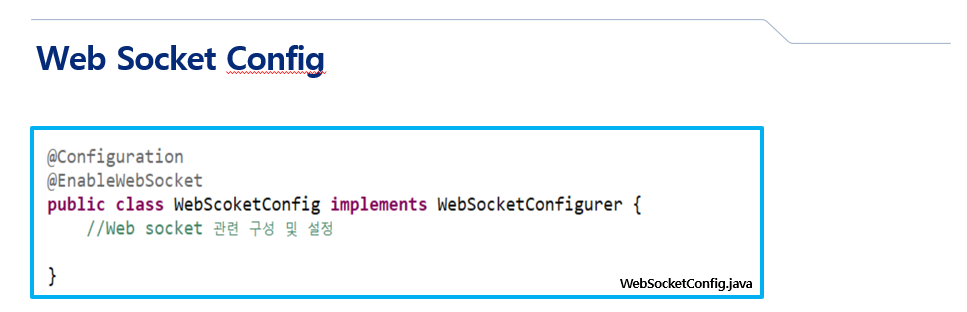 Web Socket Config
@Configuration
@EnableWebSocket
public class WebScoketConfig implements WebSocketConfigurer {
//Web socket 관련 구성 및 설정
}
WebSocketConfig.java